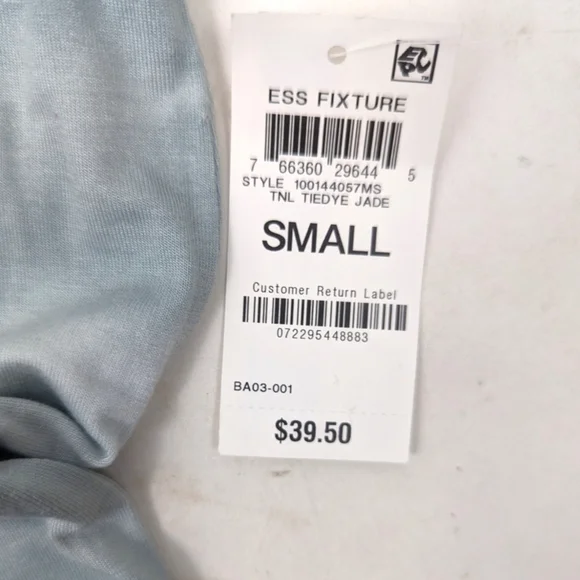 ESS FIXTURE
7 66360 29644 5
STYLE 100144057MS
TNL TIEDYE JADE
SMALL
Customer Return Label
072295448883
BA03-001
$39.50